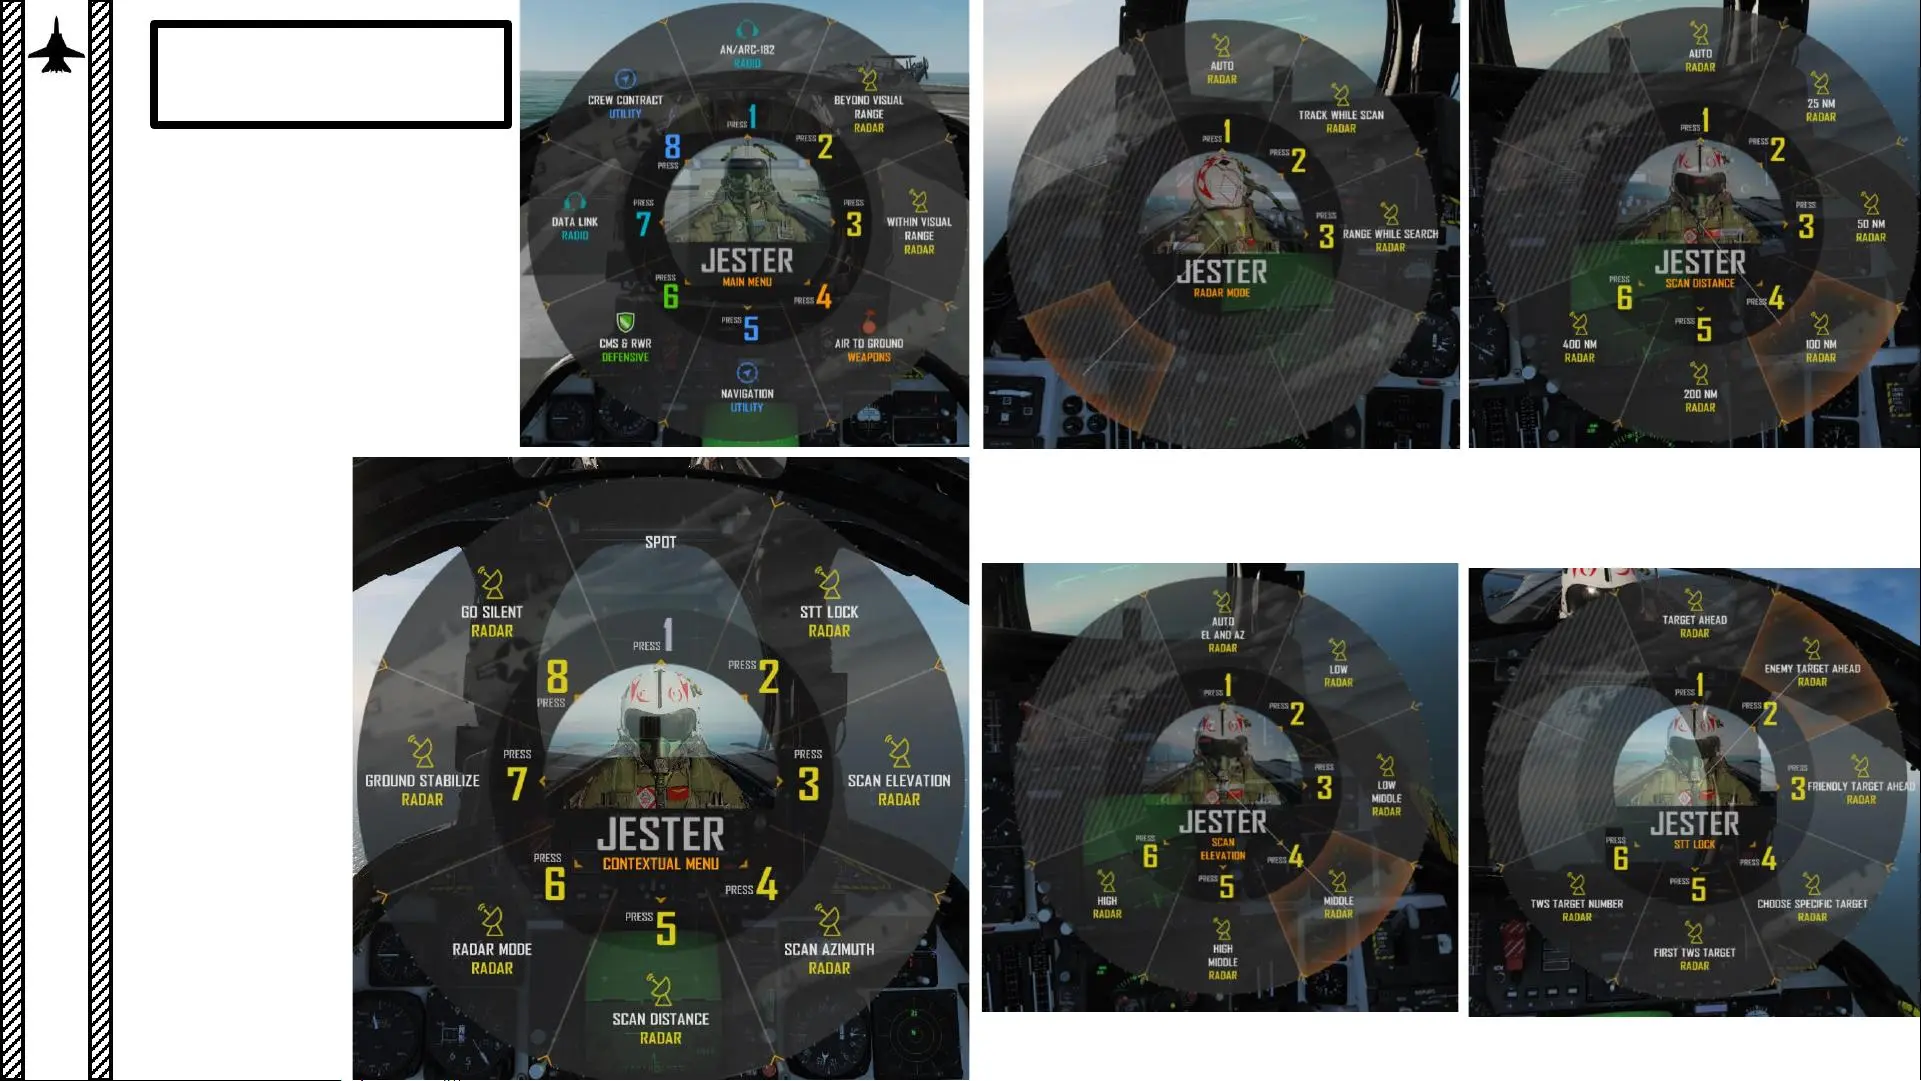 AN/ARC-182
RADIO
CREW CONTRACT
UTILITY
BEYOND VISUAL
RANGE
RADAR
PRESS 1
PRESS 2
8
PRESS
DATA LINK
RADIO
PRESS
7
PRESS
3
WITHIN VISUAL
RANGE
RADAR
JESTER
MAIN MENU
PRESS
6
PRESS 4
PRESS 5
CMS & RWR
DEFENSIVE
AIR TO GROUND
WEAPONS
NAVIGATION
UTILITY
AUTO
RADAR
TRACK WHILE SCAN
RADAR
PRESS 1
PRESS 2
PRESS
3
RANGE WHILE SEARCH
RADAR
JESTER
RADAR MODE
AUTO
RADAR
25 NM
RADAR
PRESS 1
PRESS 2
PRESS
3
50 NM
RADAR
JESTER
SCAN DISTANCE
PRESS
6
PRESS 4
PRESS 5
400 NM
RADAR
100 NM
RADAR
200 NM
RADAR
SPOT
GO SILENT
RADAR
STT LOCK
RADAR
PRESS 1
8
PRESS
PRESS 2
GROUND STABILIZE
RADAR
PRESS
7
PRESS
3
SCAN ELEVATION
RADAR
JESTER
CONTEXTUAL MENU
PRESS
6
PRESS 4
PRESS 5
RADAR MODE
RADAR
SCAN AZIMUTH
RADAR
SCAN DISTANCE
RADAR
AUTO
EL AND AZ
RADAR
LOW
RADAR
PRESS 1
PRESS 2
PRESS
3
LOW
MIDDLE
RADAR
JESTER
SCAN
ELEVATION
PRESS
6
PRESS 4
PRESS
5
HIGH
RADAR
MIDDLE
RADAR
HIGH
MIDDLE
RADAR
TARGET AHEAD
RADAR
ENEMY TARGET AHEAD
RADAR
PRESS 1
PRESS 2
PRESS
3
FRIENDLY TARGET AHEAD
RADAR
JESTER
STT LOCK
PRESS
6
PRESS 4
PRESS 5
TWS TARGET NUMBER
RADAR
CHOOSE SPECIFIC TARGET
RADAR
FIRST TWS TARGET
RADAR